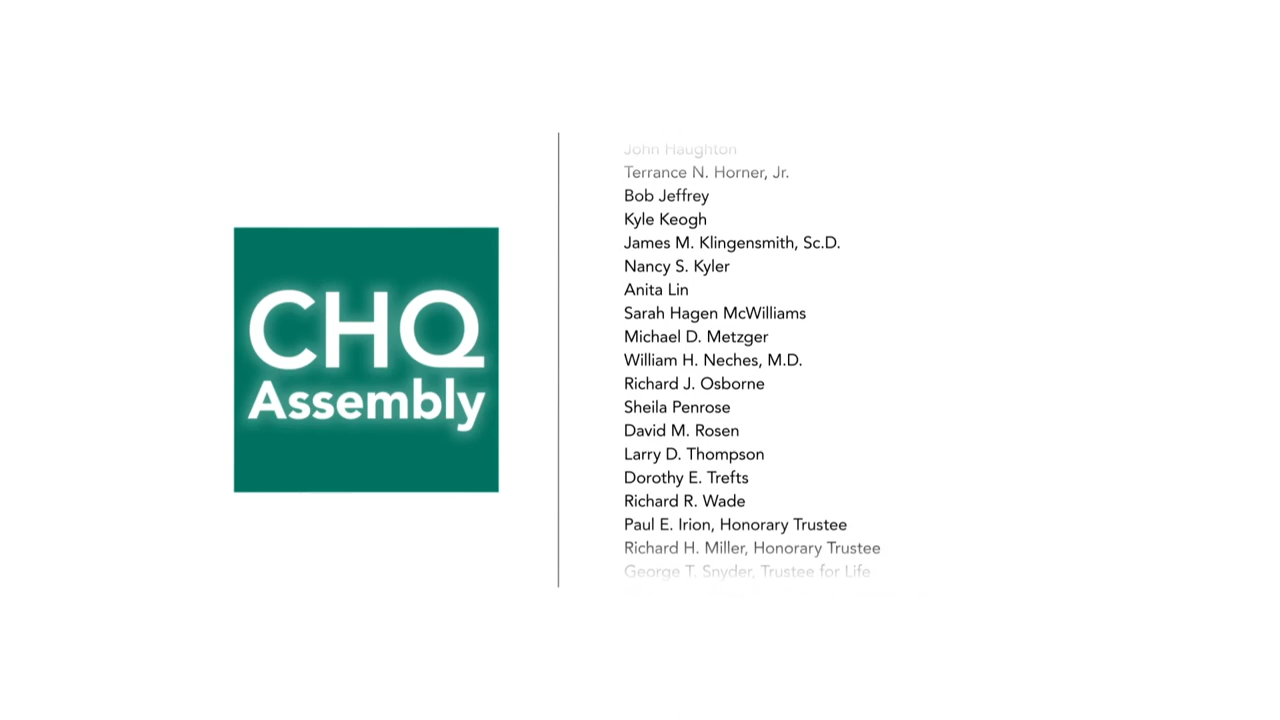 CHQ
Assembly
John Haughton
Terrance N. Horner, Jr.
Bob Jeffrey
Kyle Keogh
James M. Klingensmith, Sc.D.
Nancy S. Kyler
Anita Lin
Sarah Hagen McWilliams
Michael D. Metzger
William H. Neches, M.D.
Richard J. Osborne
Sheila Penrose
David M. Rosen
Larry D. Thompson
Dorothy E. Trefts
Richard R. Wade
Paul E. Irion, Honorary Trustee
Richard H. Miller, Honorary Trustee
George T. Snyder, Trustee for Life